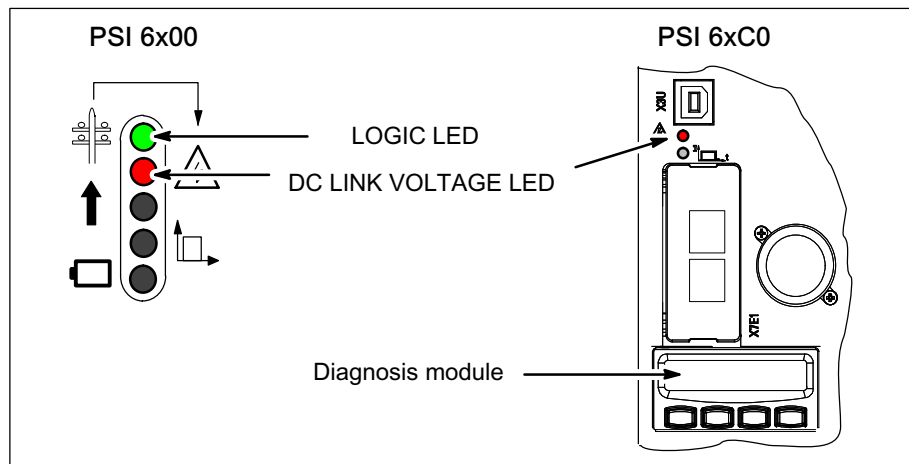 PSI 6x00
PSI 6xC0
X3U
LOGIC LED
DC LINK VOLTAGE LED
X7E1
Diagnosis module